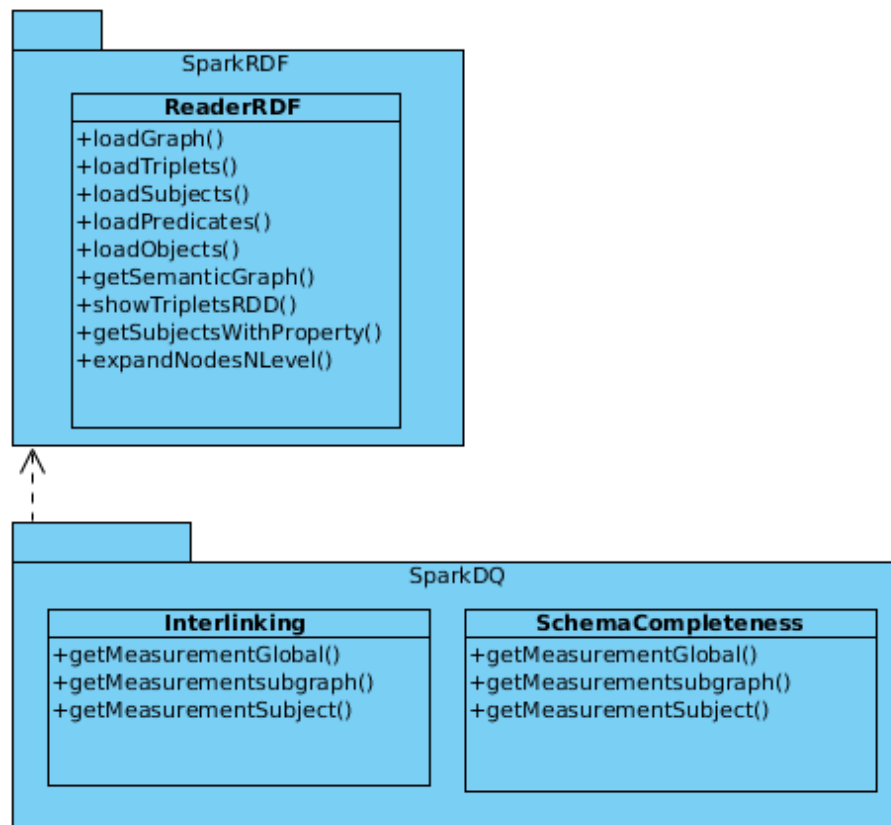 SparkRDF
ReaderRDF
+loadGraph()
+loadTriplets()
+loadSubjects()
+loadPredicates()
+loadObjects()
+getSemanticGraph()
+showTripletsRDD()
+getSubjectsWithProperty()
+expandNodesNLevel()
SparkDQ
Interlinking
+getMeasurementGlobal()
+getMeasurementsubgraph()
+getMeasurementSubject()
SchemaCompleteness
+getMeasurementGlobal()
+getMeasurementsubgraph()
+getMeasurementSubject()